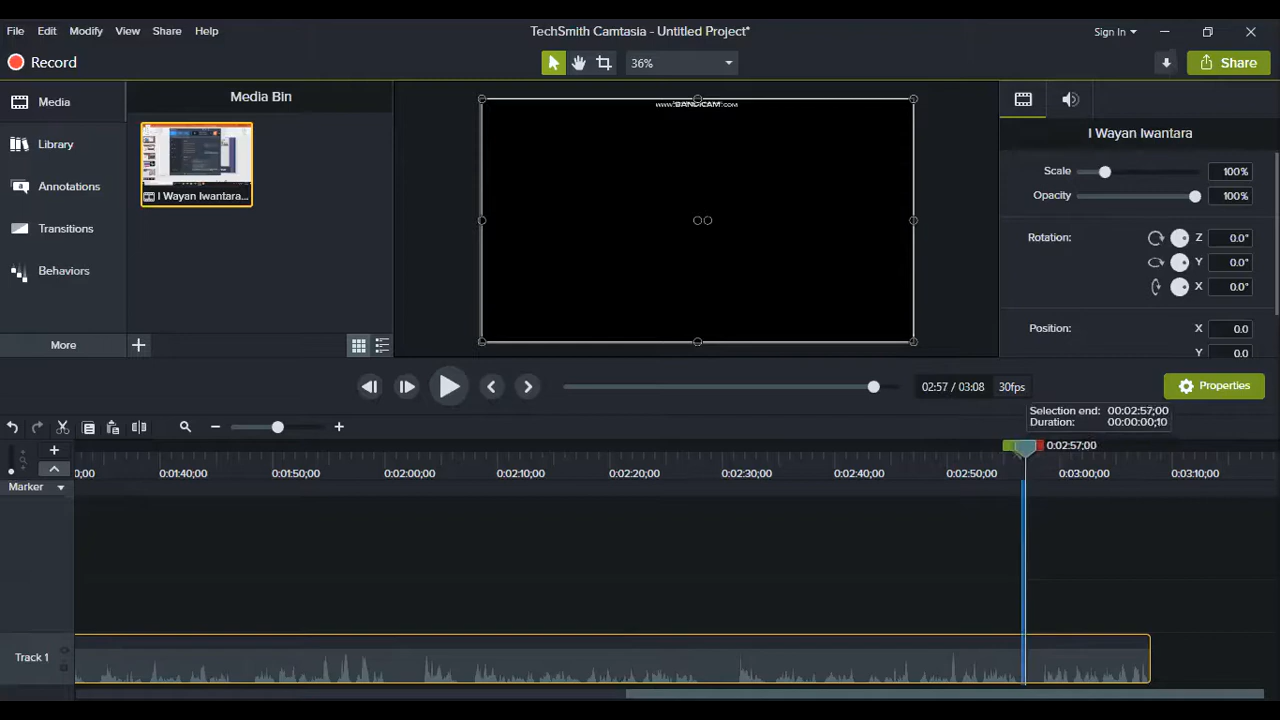 File Edit Modify View Share Help
TechSmith Camtasia - Untitled Project*
Sign In
Record
36%
Share
Media
Library
Annotations
Transitions
Behaviors
More
Media Bin
I Wayan Iwantara...
www.BANDICAM.com
I Wayan Iwantara
Scale 100%
Opacity 100%
Rotation: Z 0.0°
Y 0.0°
X 0.0°
Position: X 0.0
Y 0.0
02:57 / 03:08 30fps
Properties
Selection end: 00:02:57;00
Duration: 00:00:00;10
0:02:57;00
0:01:40;00 0:01:50;00 0:02:00;00 0:02:10;00 0:02:20;00 0:02:30;00 0:02:40;00 0:02:50;00 0:03:00;00 0:03:10;00
Marker
Track 1